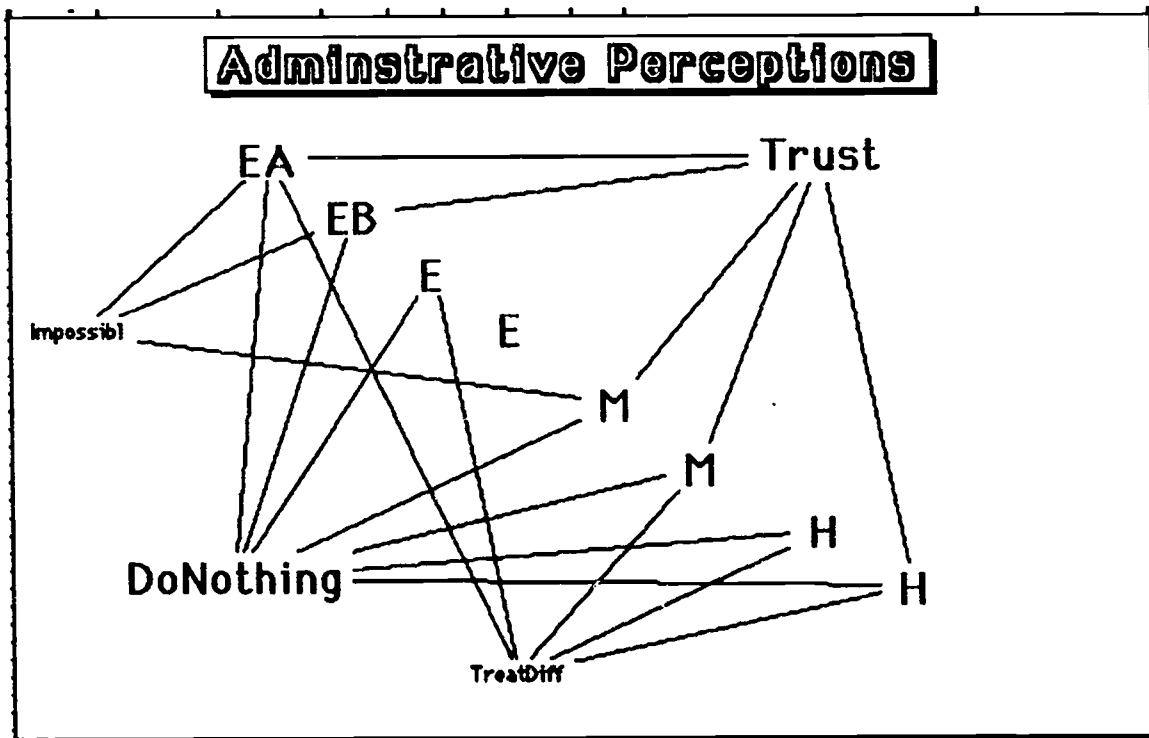 Adminstrative Perceptions
EA
Trust
EB
E
Impossibl
E
M
M
H
DoNothing
H
TreatDiff